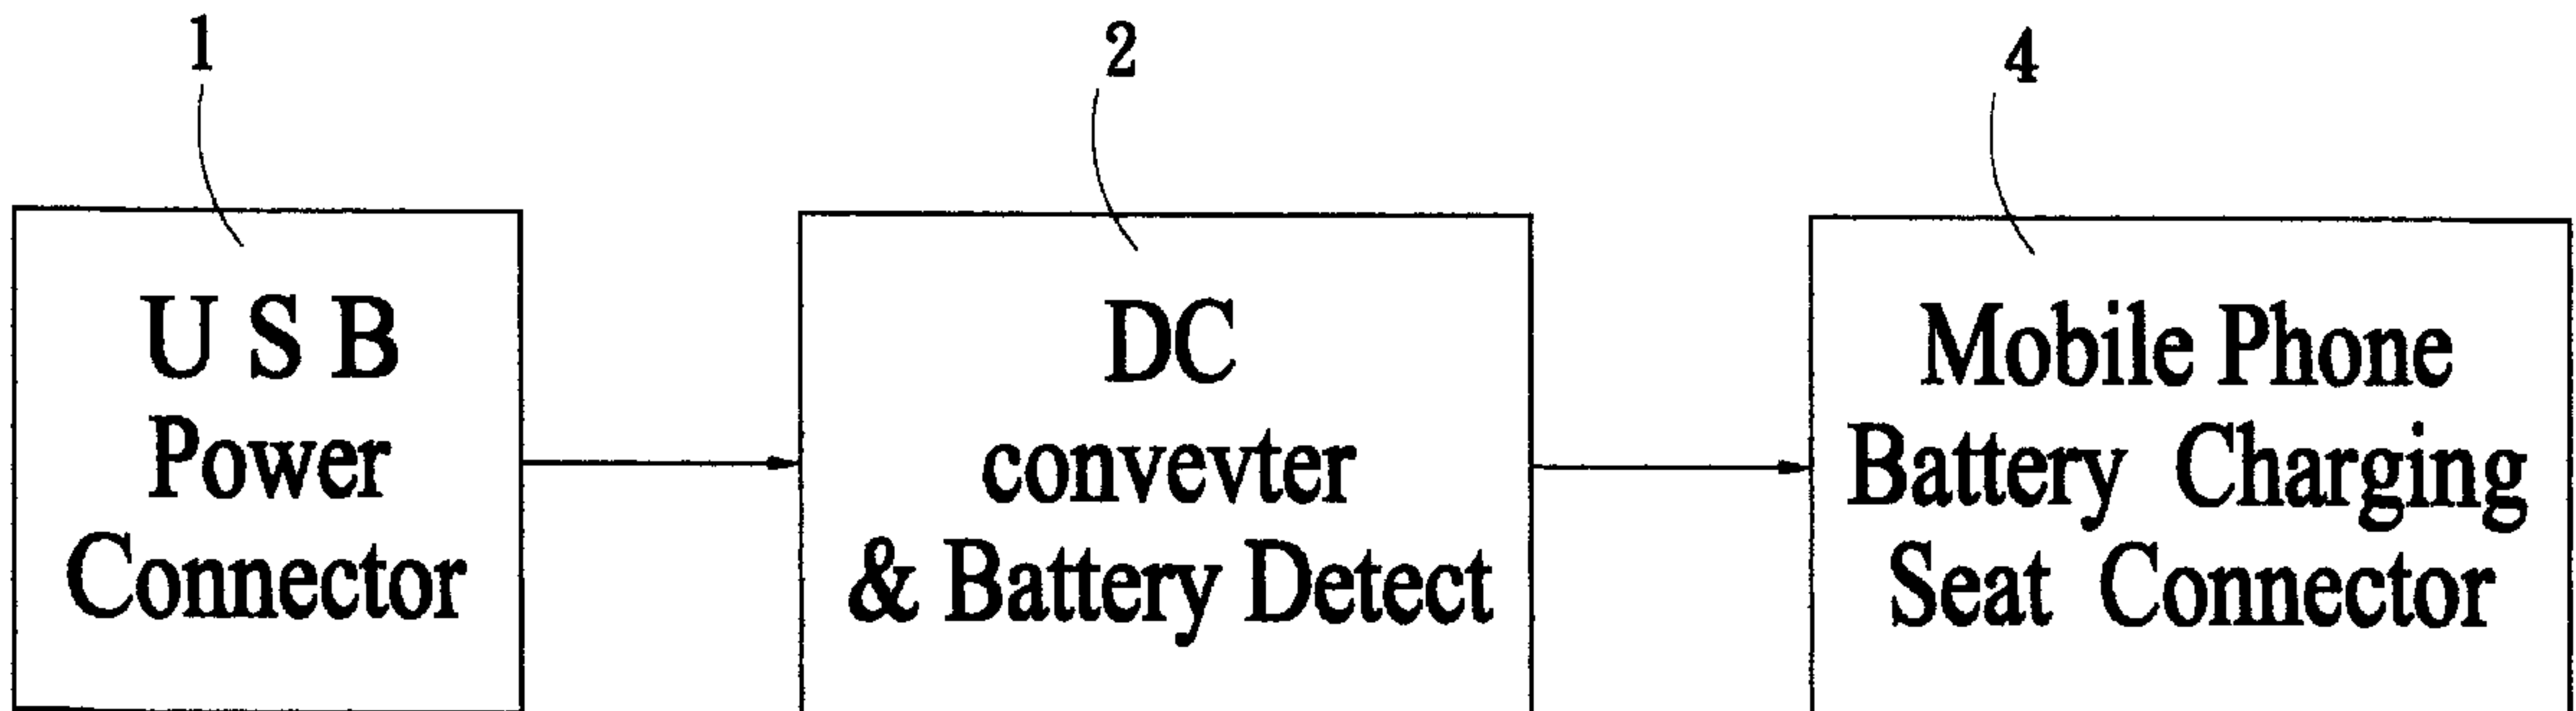 1
2
4
U S B
Power
Connector
DC
convevter
& Battery Detect
Mobile Phone
Battery Charging
Seat Connector